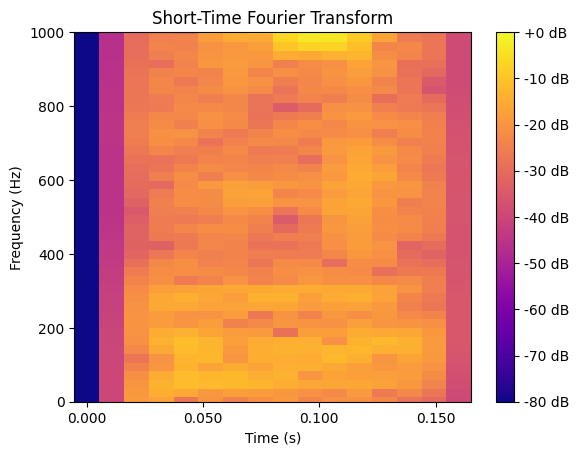 Short-Time Fourier Transform
Frequency (Hz)
1000
800
600
400
200
0
0.000
0.050
0.100
0.150
Time (s)
+0 dB
-10 dB
-20 dB
-30 dB
-40 dB
-50 dB
-60 dB
-70 dB
-80 dB